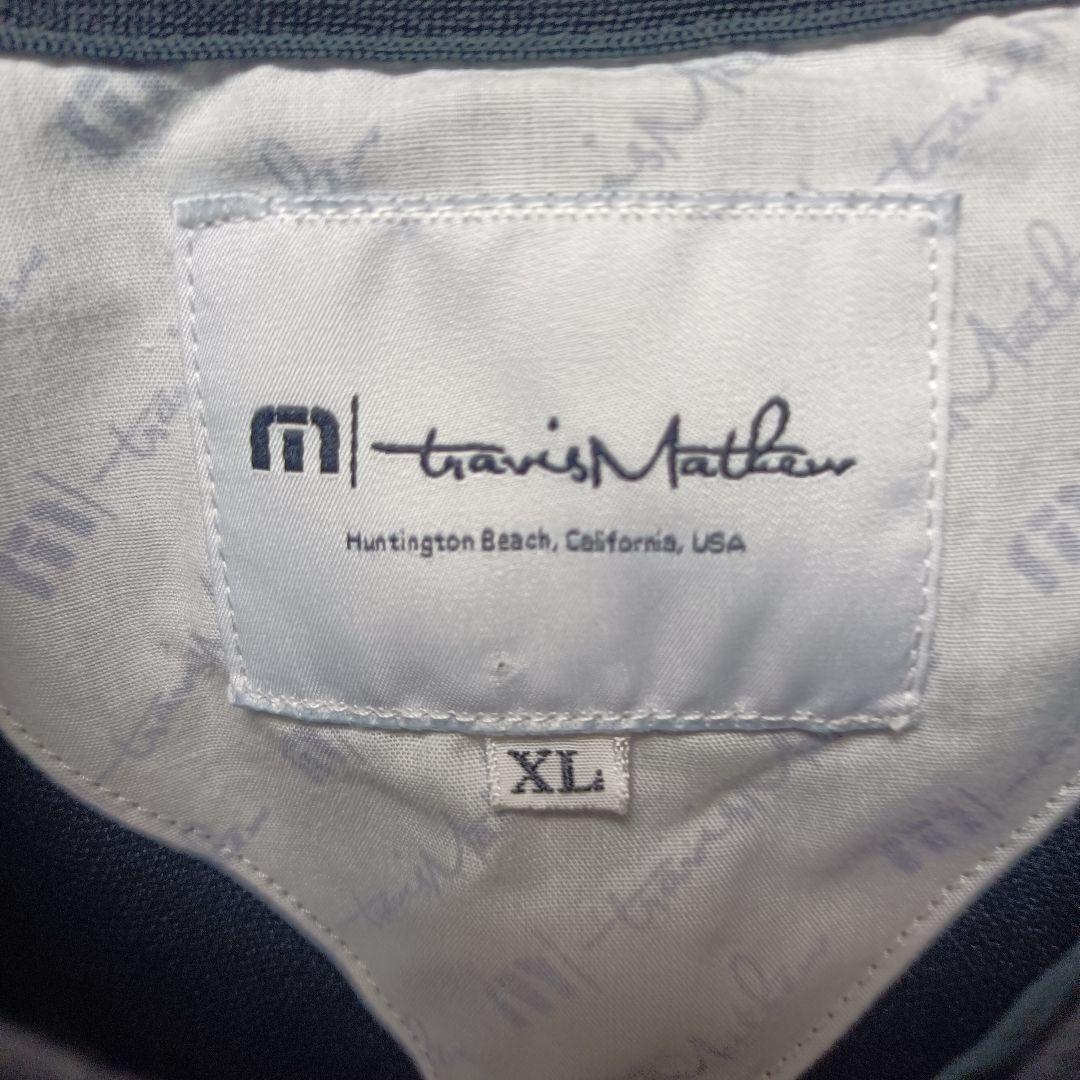 travisMathew
Huntington Beach, California, USA
XL